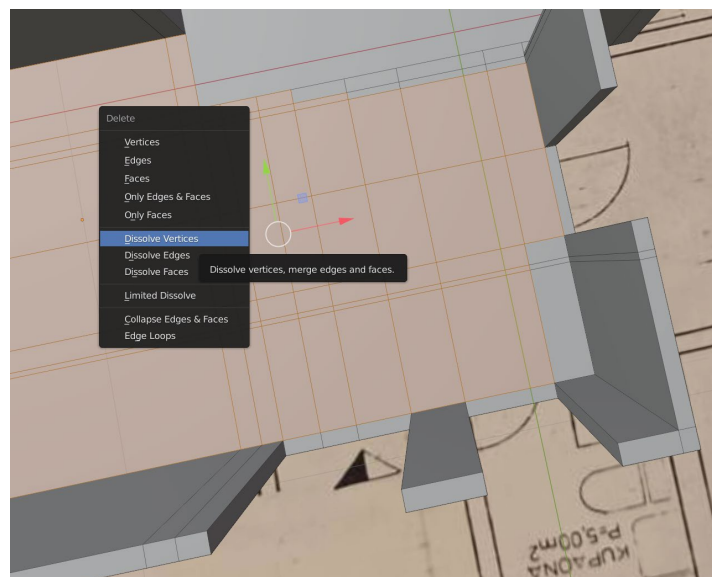 Delete
Vertices
Edges
Faces
Only Edges & Faces
Only Faces
Dissolve Vertices
Dissolve Edges
Dissolve Faces
Dissolve vertices, merge edges and faces.
Limited Dissolve
Collapse Edges & Faces
Edge Loops
КУПАОНА
P=5,00m²